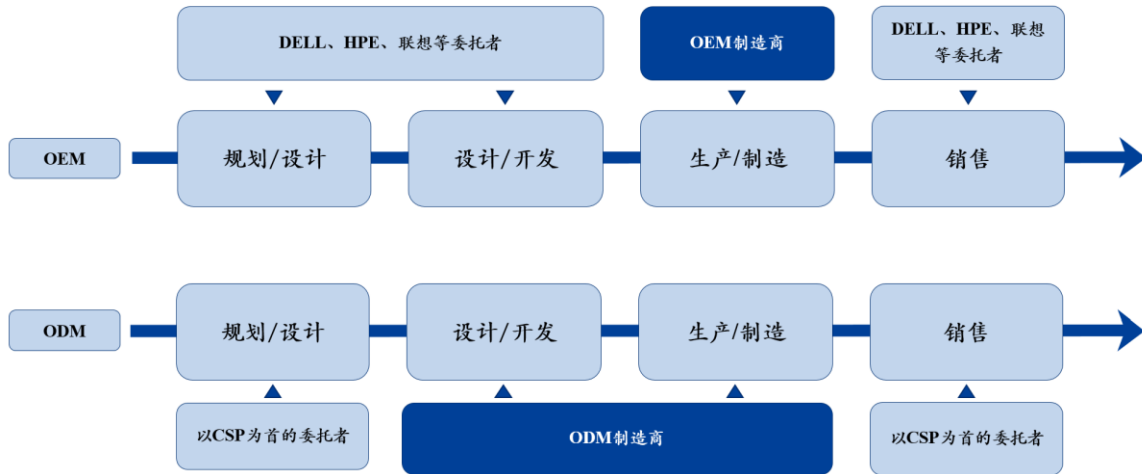 DELL、HPE、联想等委托者
OEM制造商
DELL、HPE、联想
等委托者
OEM
规划/设计
设计/开发
生产/制造
销售
ODM
规划/设计
设计/开发
生产/制造
销售
以CSP为首的委托者
ODM制造商
以CSP为首的委托者